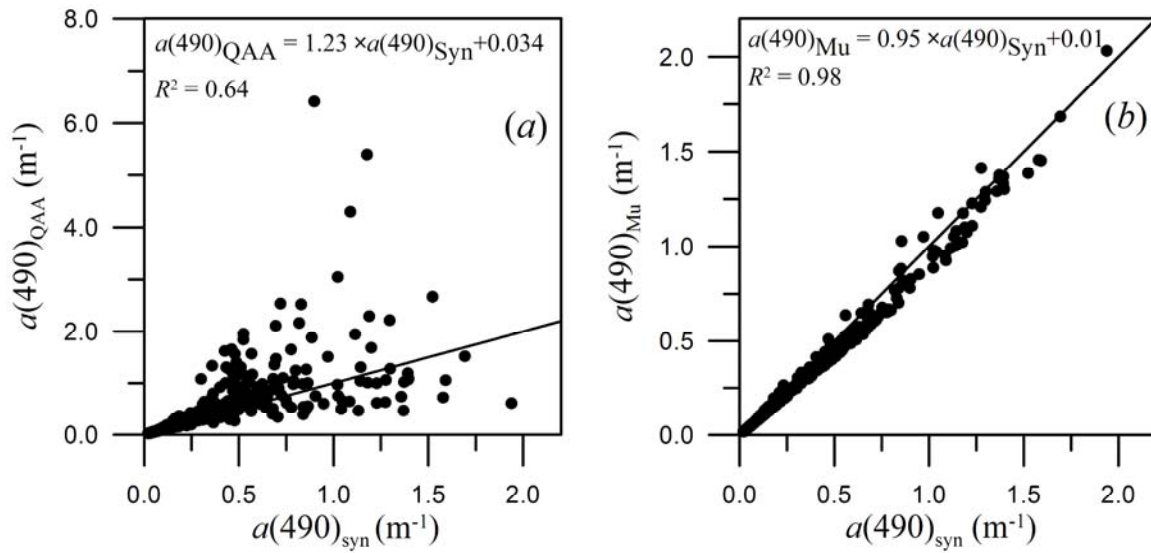 a(490)QAA = 1.23 ×a(490)Syn+0.034
R² = 0.64
(a)
8.0
6.0
4.0
2.0
0.0
a(490)QAA (m⁻¹)
0.0 0.5 1.0 1.5 2.0
a(490)syn (m⁻¹)
a(490)Mu = 0.95 ×a(490)Syn+0.01
R² = 0.98
(b)
2.0
1.5
1.0
0.5
0.0
a(490)Mu (m⁻¹)
0.0 0.5 1.0 1.5 2.0
a(490)syn (m⁻¹)